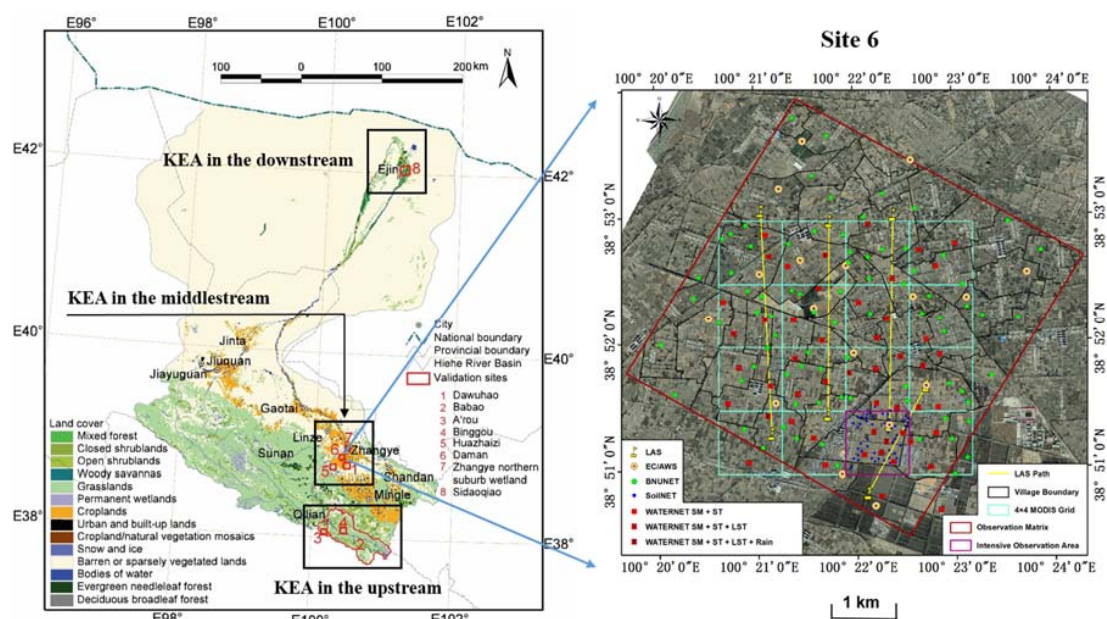 E96°
E98°
E100°
E102°
N
100
0
100
200
km
E42°
E42°
KEA in the downstream
Ejin
8
KEA in the middlestream
E40°
E40°
City
National boundary
Provincial boundary
Hiehe River Basin
Validation sites
1 Dawuhao
2 Babao
3 A'rou
4 Binggou
5 Huazhaizi
6 Daman
7 Zhangye northern
suburb wetland
8 Sidaoqiao
Jinta
Jiuquan
Jiayuguan
Gaotai
Linze
Zhangye
Sunan
Shandan
Mingle
Qilian
6
3
4
2
E38°
E38°
KEA in the upstream
Land cover
Mixed forest
Closed shrublands
Open shrublands
Woody savannas
Grasslands
Permanent wetlands
Croplands
Urban and built-up lands
Cropland/natural vegetation mosaics
Snow and ice
Barren or sparsely vegetated lands
Bodies of water
Evergreen needleleaf forest
Deciduous broadleaf forest
E98°
E100°
E102°
Site 6
100° 20′ 0″E
100° 21′ 0″E
100° 22′ 0″E
100° 23′ 0″E
100° 24′ 0″E
38° 53′ 0″N
38° 53′ 0″N
38° 52′ 0″N
38° 52′ 0″N
38° 51′ 0″N
38° 51′ 0″N
LAS
EC/AWS
BNUNET
SoilNET
WATERNET SM + ST
WATERNET SM + ST + LST
WATERNET SM + ST + LST + Rain
LAS Path
Village Boundary
4×4 MODIS Grid
Observation Matrix
Intensive Observation Area
100° 20′ 0″E
100° 21′ 0″E
100° 22′ 0″E
100° 23′ 0″E
100° 24′ 0″E
1 km